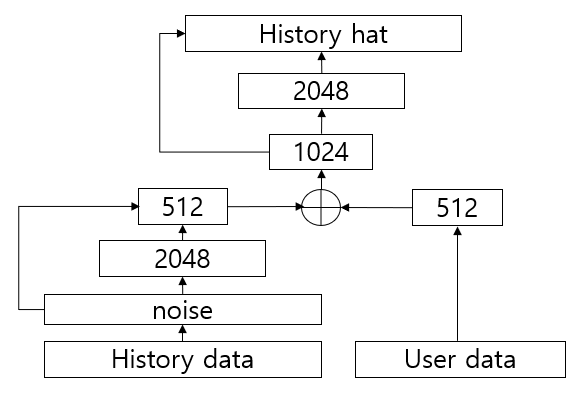 History hat
2048
1024
512
512
2048
noise
History data
User data